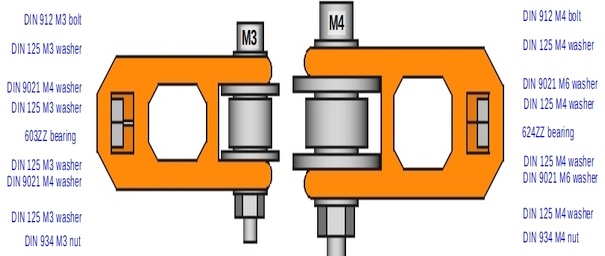 DIN 912 M3 bolt
DIN 125 M3 washer
DIN 9021 M4 washer
DIN 125 M3 washer
603ZZ bearing
DIN 125 M3 washer
DIN 9021 M4 washer
DIN 125 M3 washer
DIN 934 M3 nut
M3
M4
DIN 912 M4 bolt
DIN 125 M4 washer
DIN 9021 M6 washer
DIN 125 M4 washer
624ZZ bearing
DIN 125 M4 washer
DIN 9021 M6 washer
DIN 125 M4 washer
DIN 934 M4 nut